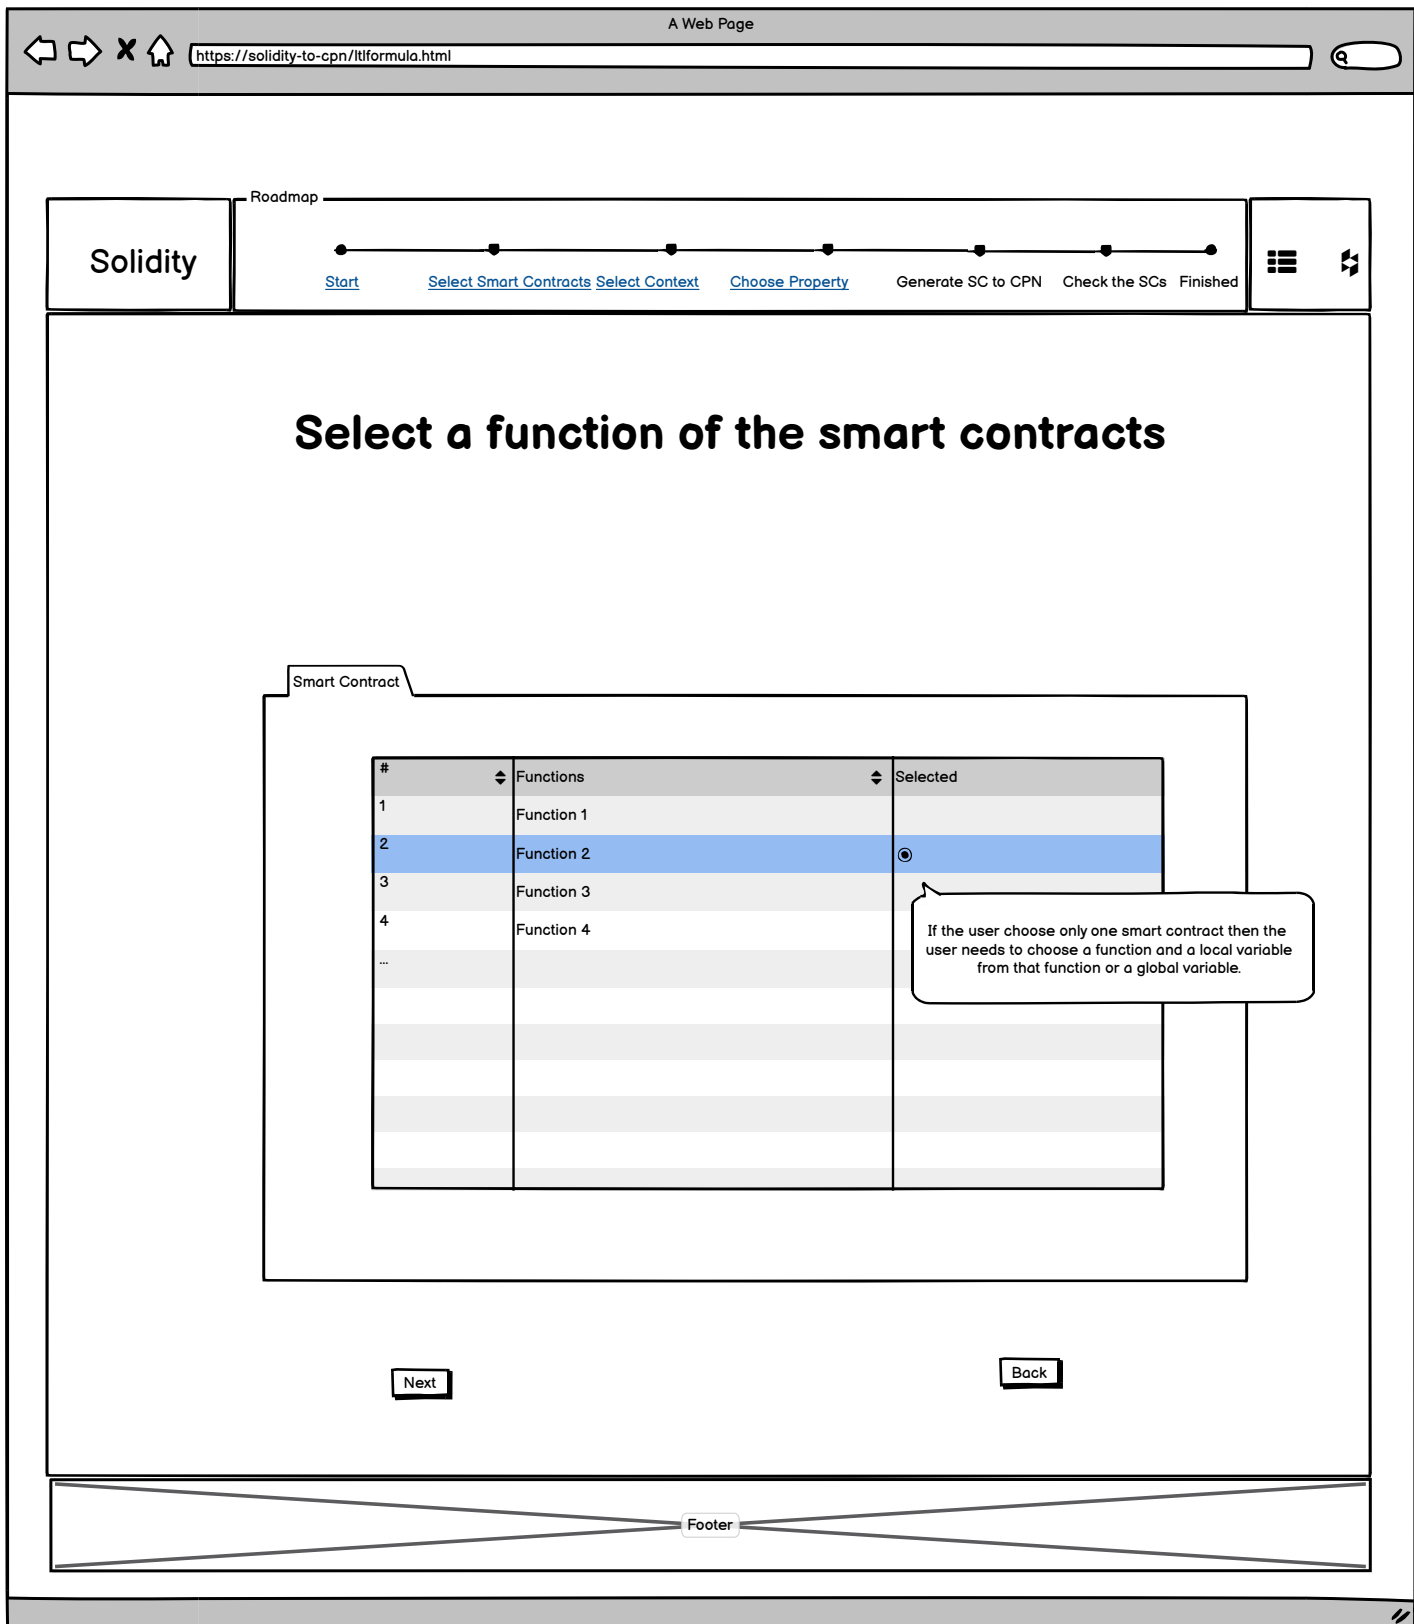 A Web Page
https://solidity-to-cpn/ltlformula.html
Roadmap
Solidity
Start
Select Smart Contracts
Select Context
Choose Property
Generate SC to CPN
Check the SCs
Finished
Select a function of the smart contracts
Smart Contract
# Functions Selected
1 Function 1
2 Function 2
3 Function 3
4 Function 4
...
If the user choose only one smart contract then the
user needs to choose a function and a local variable
from that function or a global variable.
Next
Back
Footer